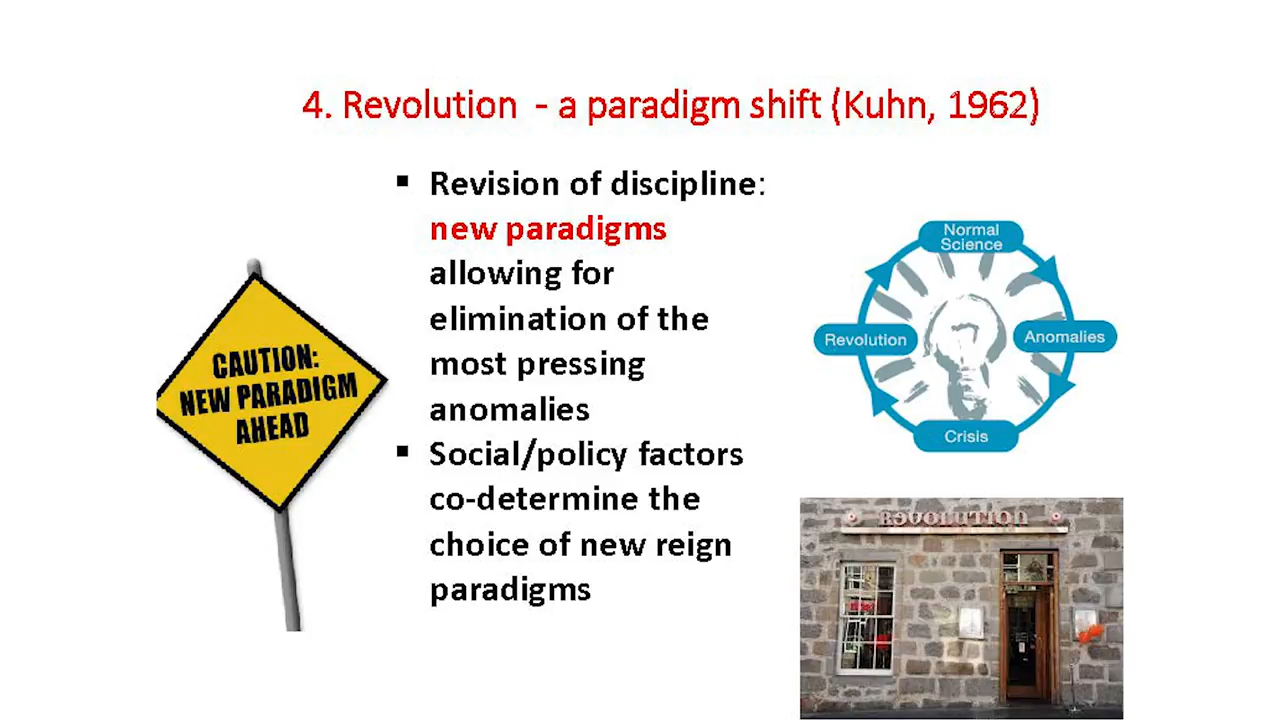 4. Revolution - a paradigm shift (Kuhn, 1962)
▪ Revision of discipline:
new paradigms
allowing for
elimination of the
most pressing
anomalies
▪ Social/policy factors
co-determine the
choice of new reign
paradigms
CAUTION:
NEW PARADIGM
AHEAD
Normal
Science
Revolution
Anomalies
Crisis
REVOLUTION